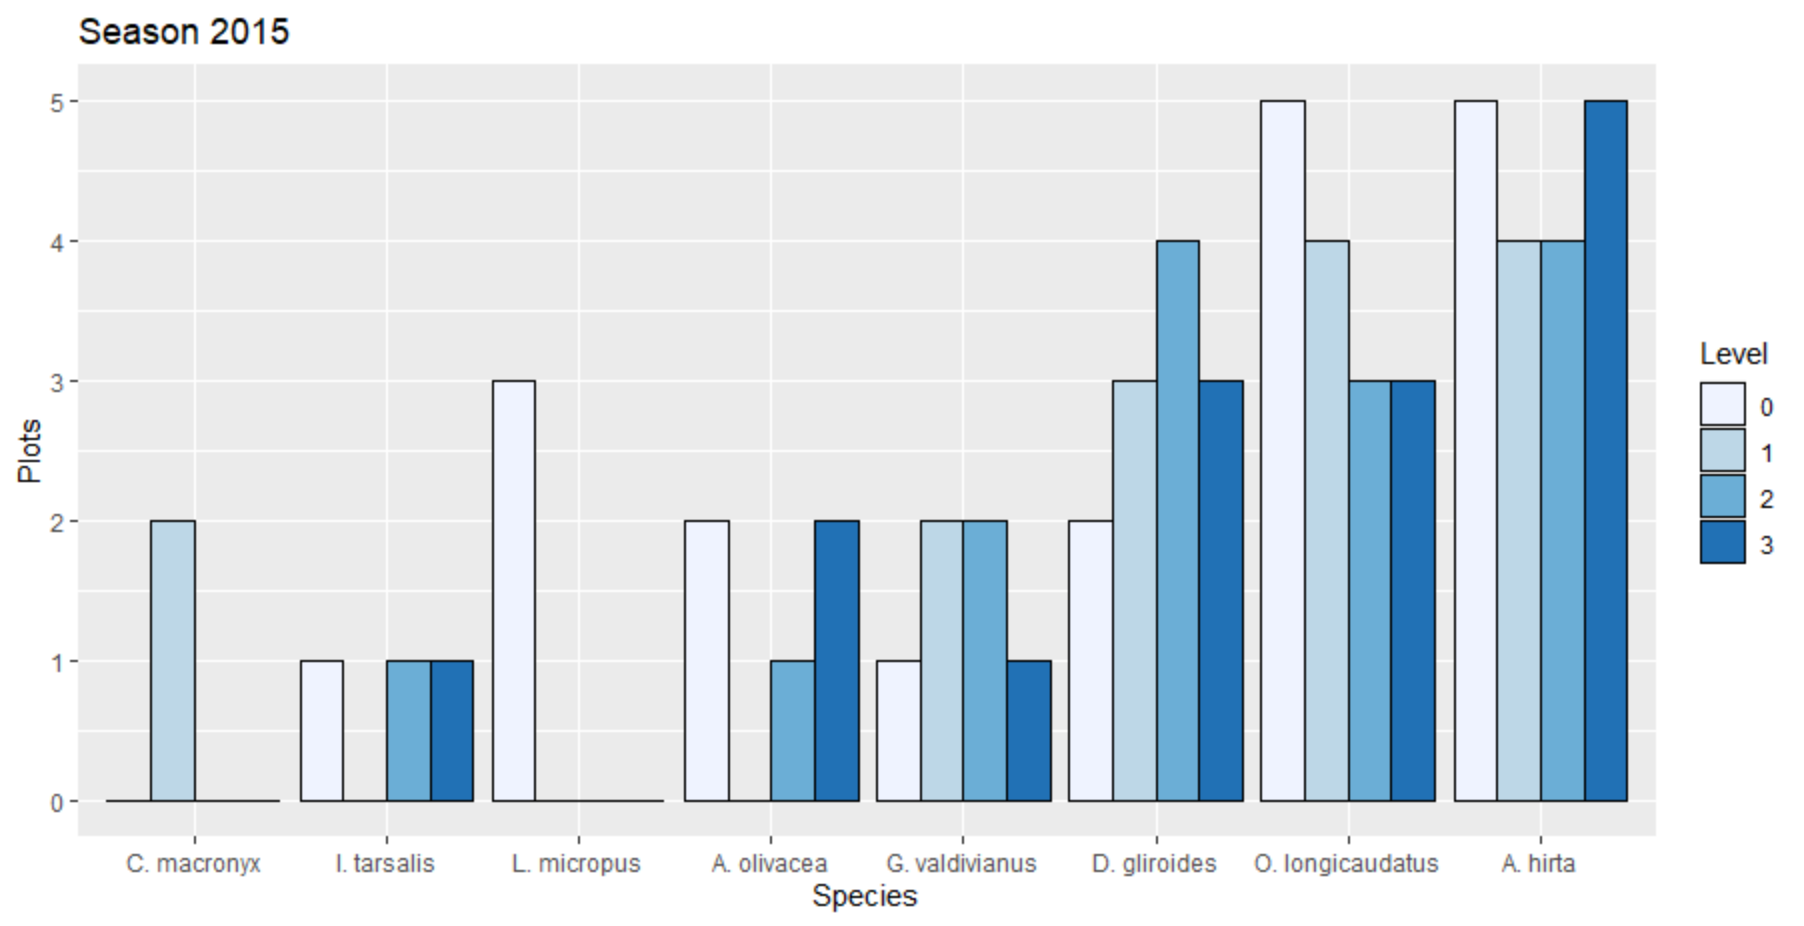 Season 2015
5
4
3
2
1
0
Plots
C. macronyx
I. tarsalis
L. micropus
A. olivacea
G. valdivianus
D. gliroides
O. longicaudatus
A. hirta
Species
Level
0
1
2
3